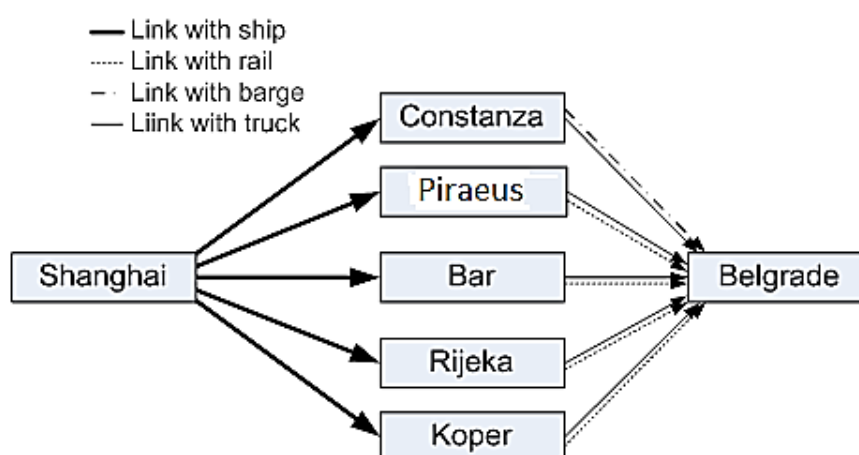 Link with ship
Link with rail
Link with barge
Liink with truck
Constanza
Piraeus
Shanghai
Bar
Belgrade
Rijeka
Koper